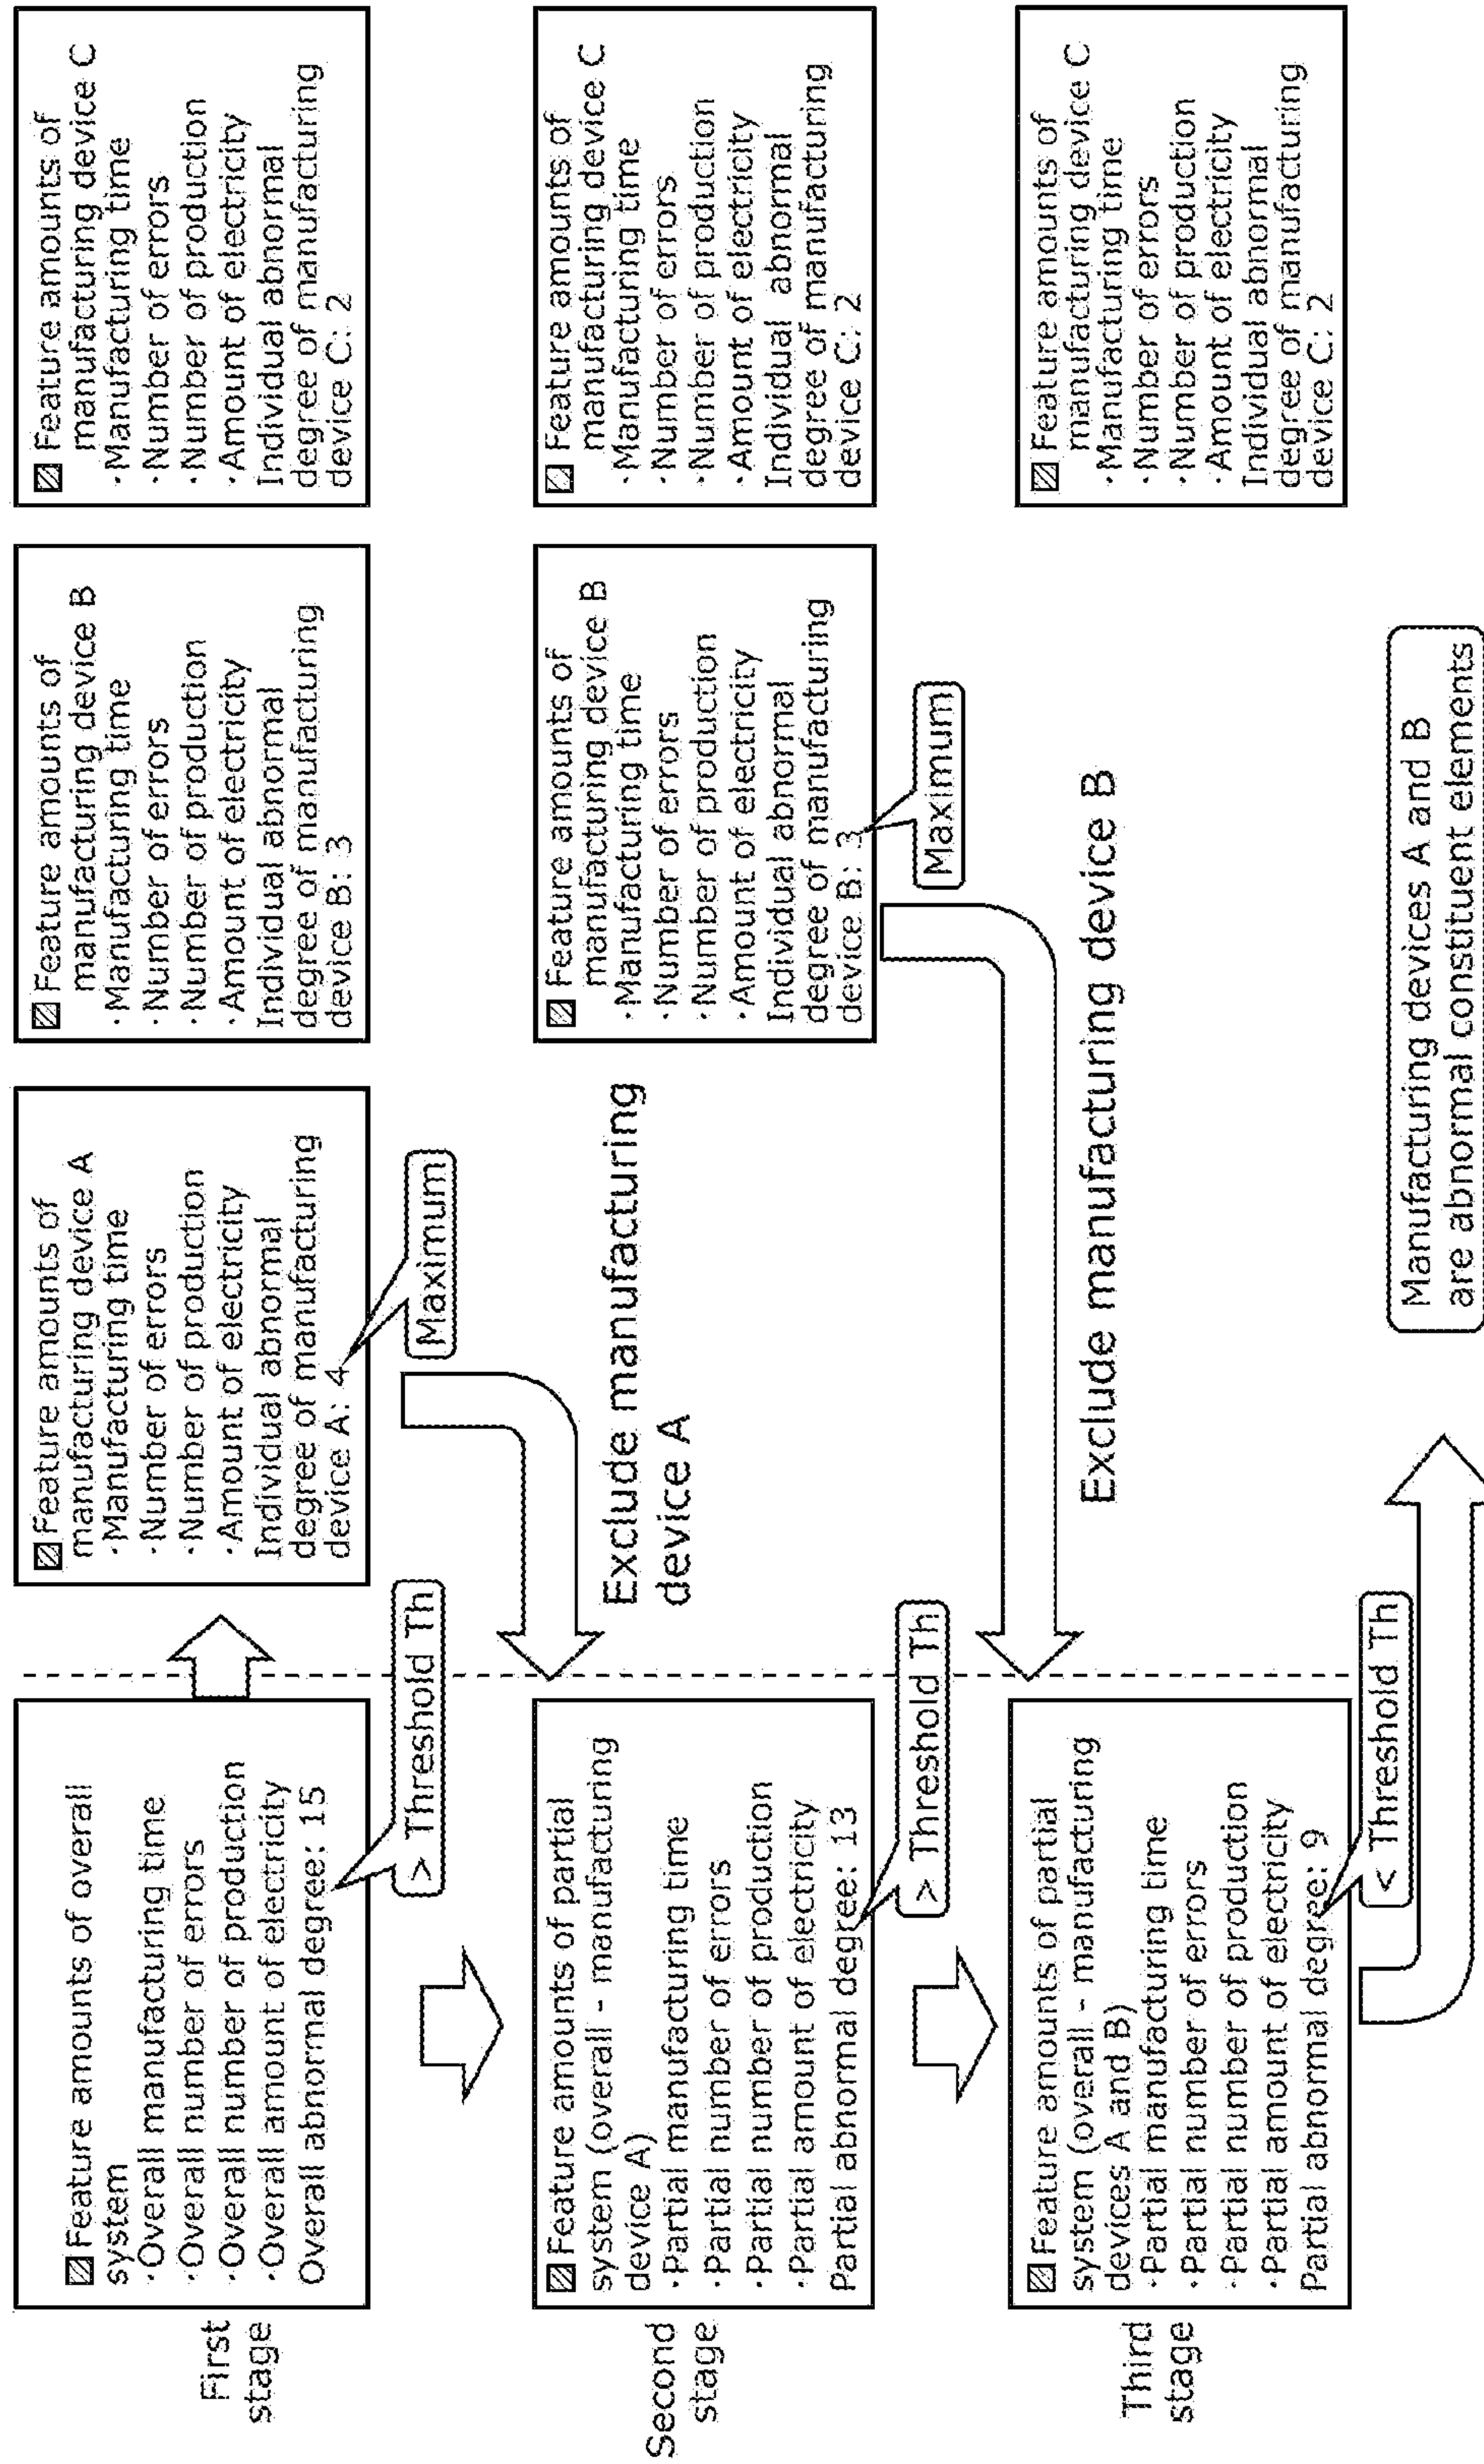 First
stage
▨ Feature amounts of overall
system
·Overall manufacturing time
·Overall number of errors
·Overall number of production
·Overall amount of electricity
Overall abnormal degree: 15
> Threshold Th
▨ Feature amounts of
manufacturing device A
·Manufacturing time
·Number of errors
·Number of production
·Amount of electricity
Individual abnormal
degree of manufacturing
device A: 4
Maximum
▨ Feature amounts of
manufacturing device B
·Manufacturing time
·Number of errors
·Number of production
·Amount of electricity
Individual abnormal
degree of manufacturing
device B: 3
▨ Feature amounts of
manufacturing device C
·Manufacturing time
·Number of errors
·Number of production
·Amount of electricity
Individual abnormal
degree of manufacturing
device C: 2
Exclude manufacturing
device A
Second
stage
▨ Feature amounts of partial
system (overall - manufacturing
device A)
·Partial manufacturing time
·Partial number of errors
·Partial number of production
·Partial amount of electricity
Partial abnormal degree: 13
> Threshold Th
▨ Feature amounts of
manufacturing device B
·Manufacturing time
·Number of errors
·Number of production
·Amount of electricity
Individual abnormal
degree of manufacturing
device B: 3
Maximum
▨ Feature amounts of
manufacturing device C
·Manufacturing time
·Number of errors
·Number of production
·Amount of electricity
Individual abnormal
degree of manufacturing
device C: 2
Exclude manufacturing device B
Third
stage
▨ Feature amounts of partial
system (overall - manufacturing
devices A and B)
·Partial manufacturing time
·Partial number of errors
·Partial number of production
·Partial amount of electricity
Partial abnormal degree: 9
< Threshold Th
▨ Feature amounts of
manufacturing device C
·Manufacturing time
·Number of errors
·Number of production
·Amount of electricity
Individual abnormal
degree of manufacturing
device C: 2
Manufacturing devices A and B
are abnormal constituent elements